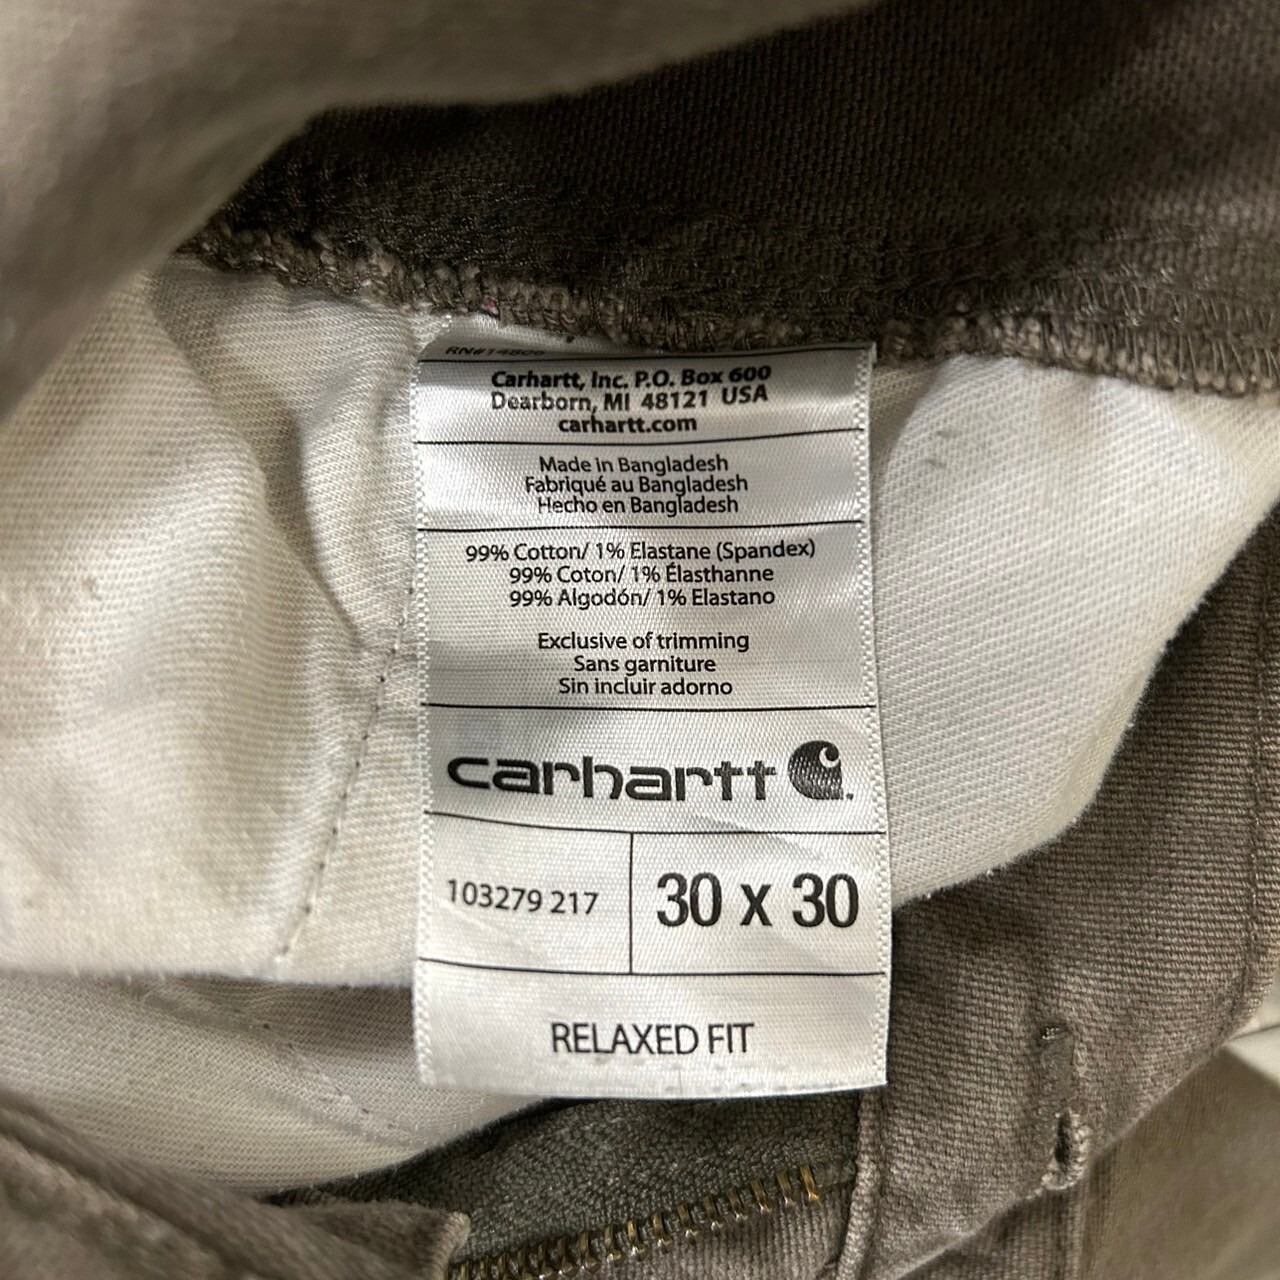 RN#14806
Carhartt, Inc. P.O. Box 600
Dearborn, MI 48121 USA
carhartt.com
Made in Bangladesh
Fabriqué au Bangladesh
Hecho en Bangladesh
99% Cotton/ 1% Elastane (Spandex)
99% Coton/ 1% Élasthanne
99% Algodón/ 1% Elastano
Exclusive of trimming
Sans garniture
Sin incluir adorno
carhartt
103279 217
30 x 30
RELAXED FIT